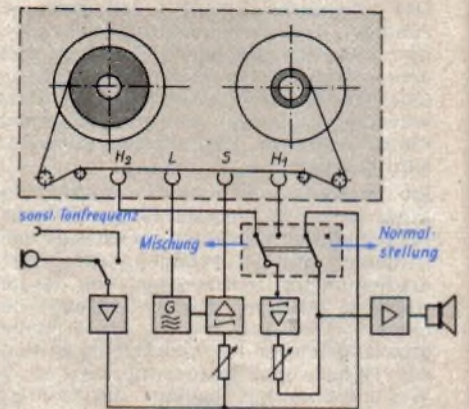 H₂ L S H₁
sonst. Tonfrequenz
Mischung
Normal-
stellung
G